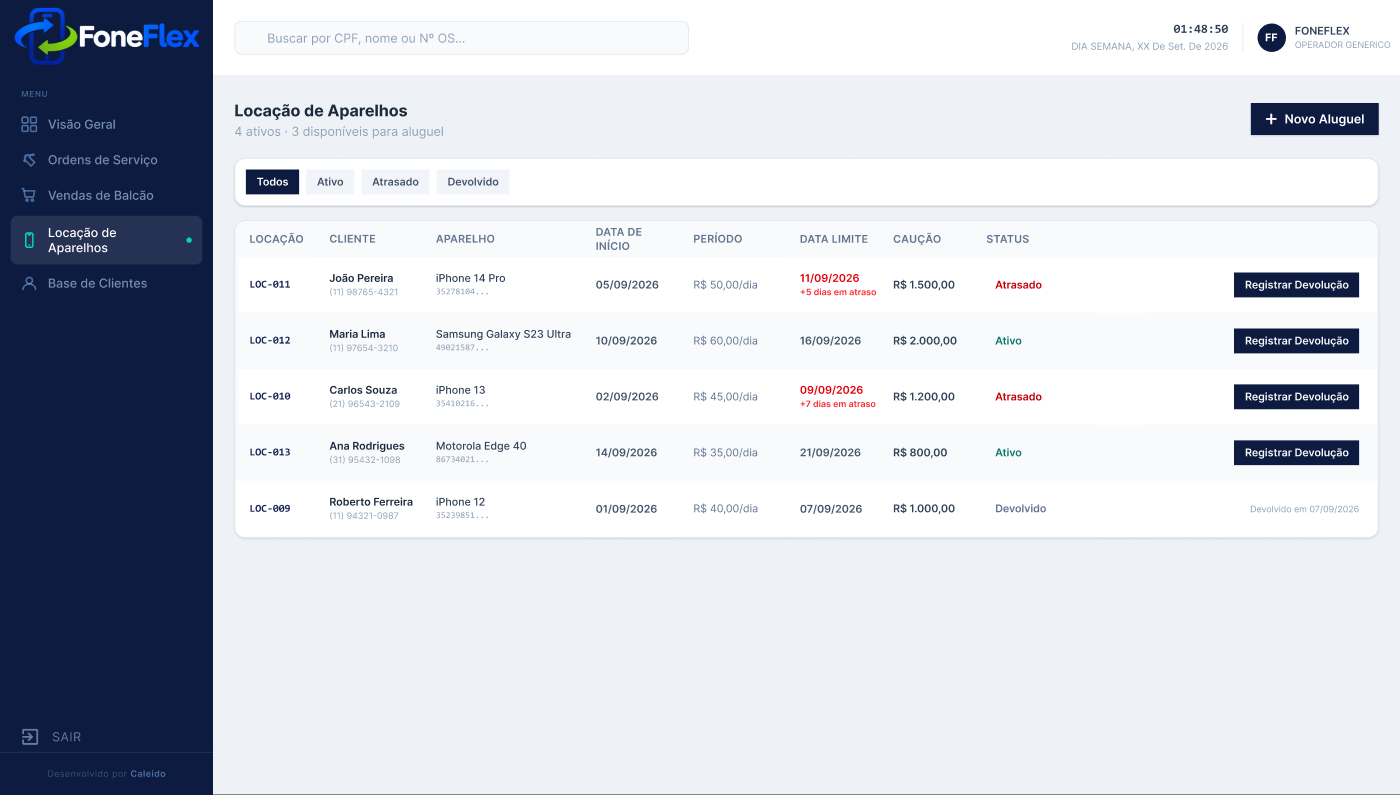 FoneFlex
Buscar por CPF, nome ou Nº OS...
01:48:50
DIA SEMANA, XX De Set. De 2026
FF
FONEFLEX
OPERADOR GENERICO
MENU
Visão Geral
Ordens de Serviço
Vendas de Balcão
Locação de
Aparelhos
Base de Clientes
SAIR
Desenvolvido por Caleido
Locação de Aparelhos
4 ativos · 3 disponíveis para aluguel
+ Novo Aluguel
Todos Ativo Atrasado Devolvido
LOCAÇÃO CLIENTE APARELHO DATA DE INÍCIO PERÍODO DATA LIMITE CAUÇÃO STATUS
LOC-011 João Pereira iPhone 14 Pro 05/09/2026 R$ 50,00/dia 11/09/2026 R$ 1.500,00 Atrasado Registrar Devolução
(11) 98765-4321 35278104... +5 dias em atraso
LOC-012 Maria Lima Samsung Galaxy S23 Ultra 10/09/2026 R$ 60,00/dia 16/09/2026 R$ 2.000,00 Ativo Registrar Devolução
(11) 97654-3210 49021587...
LOC-010 Carlos Souza iPhone 13 02/09/2026 R$ 45,00/dia 09/09/2026 R$ 1.200,00 Atrasado Registrar Devolução
(21) 96543-2109 35410216... +7 dias em atraso
LOC-013 Ana Rodrigues Motorola Edge 40 14/09/2026 R$ 35,00/dia 21/09/2026 R$ 800,00 Ativo Registrar Devolução
(31) 95432-1098 86734021...
LOC-009 Roberto Ferreira iPhone 12 01/09/2026 R$ 40,00/dia 07/09/2026 R$ 1.000,00 Devolvido Devolvido em 07/09/2026
(11) 94321-0987 35239851...